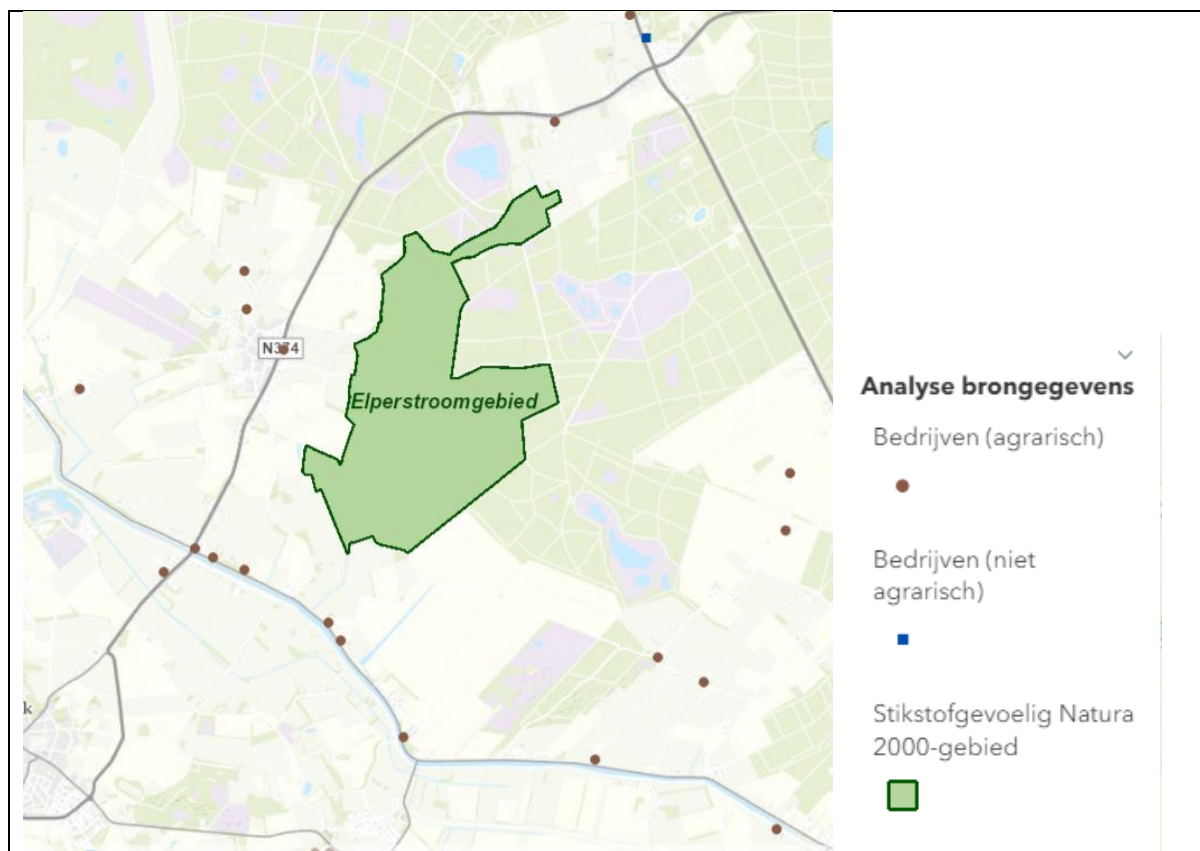 N374
Elperstroomgebied
k
Analyse brongegevens
Bedrijven (agrarisch)
Bedrijven (niet
agrarisch)
Stikstofgevoelig Natura
2000-gebied